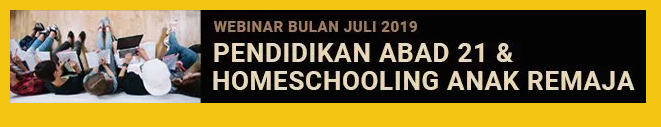 WEBINAR BULAN JULI 2019
PENDIDIKAN ABAD 21 &
HOMESCHOOLING ANAK REMAJA